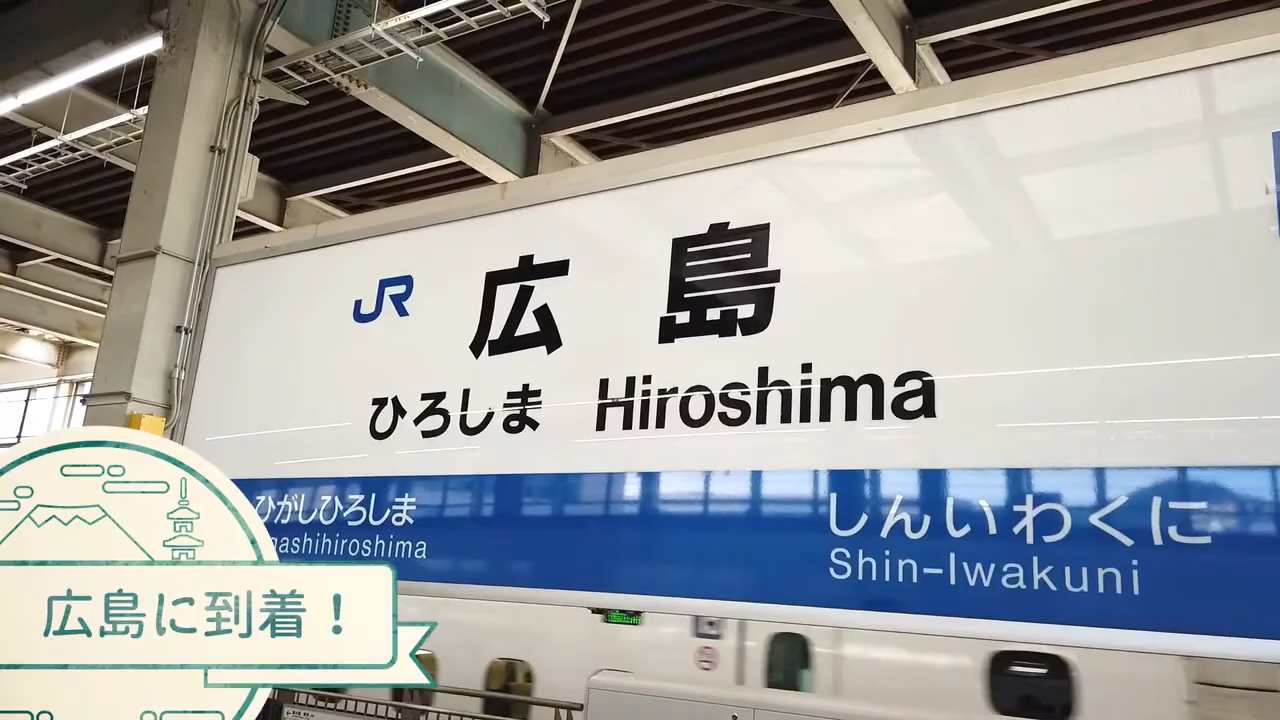 JR 広島
ひろしま Hiroshima
ひがしひろしま
gashihiroshima
しんいわくに
Shin-Iwakuni
広島に到着！